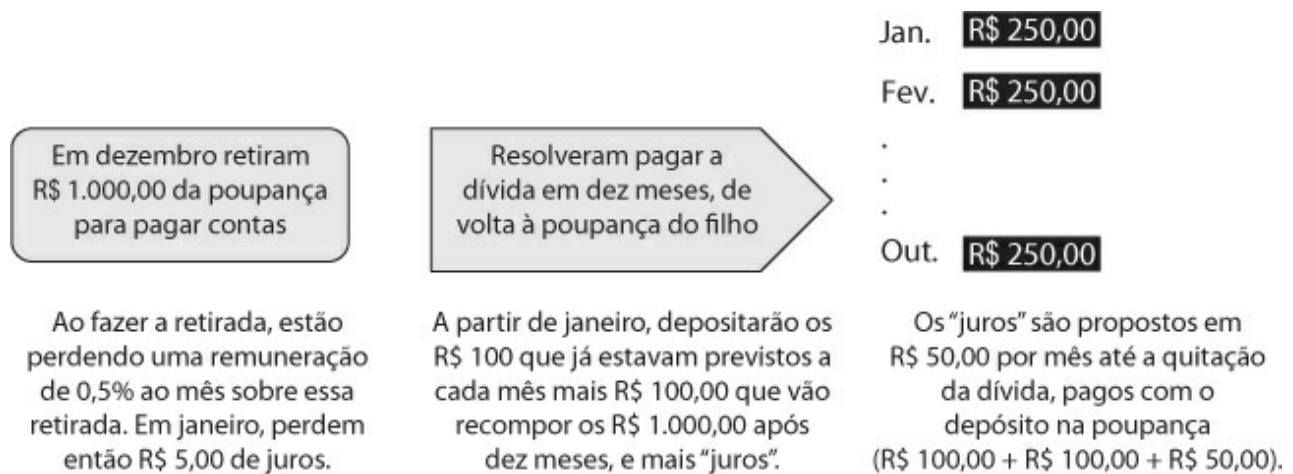 Em dezembro retiram
R$ 1.000,00 da poupança
para pagar contas
Ao fazer a retirada, estão
perdendo uma remuneração
de 0,5% ao mês sobre essa
retirada. Em janeiro, perdem
então R$ 5,00 de juros.
Resolveram pagar a
dívida em dez meses, de
volta à poupança do filho
A partir de janeiro, depositarão os
R$ 100 que já estavam previstos a
cada mês mais R$ 100,00 que vão
recompor os R$ 1.000,00 após
dez meses, e mais “juros”.
Jan. R$ 250,00
Fev. R$ 250,00
.
.
.
Out. R$ 250,00
Os “juros” são propostos em
R$ 50,00 por mês até a quitação
da dívida, pagos com o
depósito na poupança
(R$ 100,00 + R$ 100,00 + R$ 50,00).